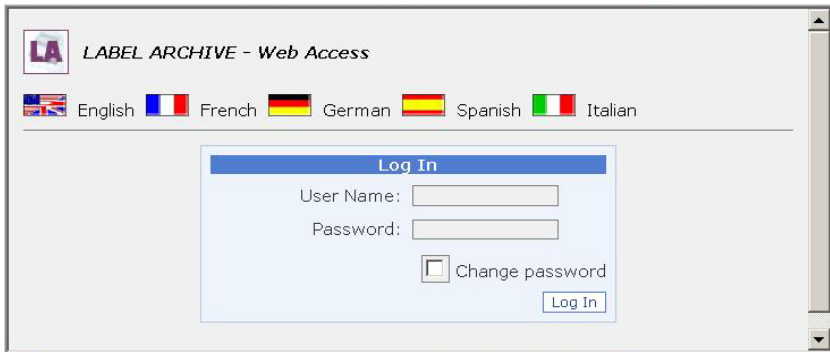 LA LABEL ARCHIVE - Web Access
English French German Spanish Italian
Log In
User Name:
Password:
Change password
Log In